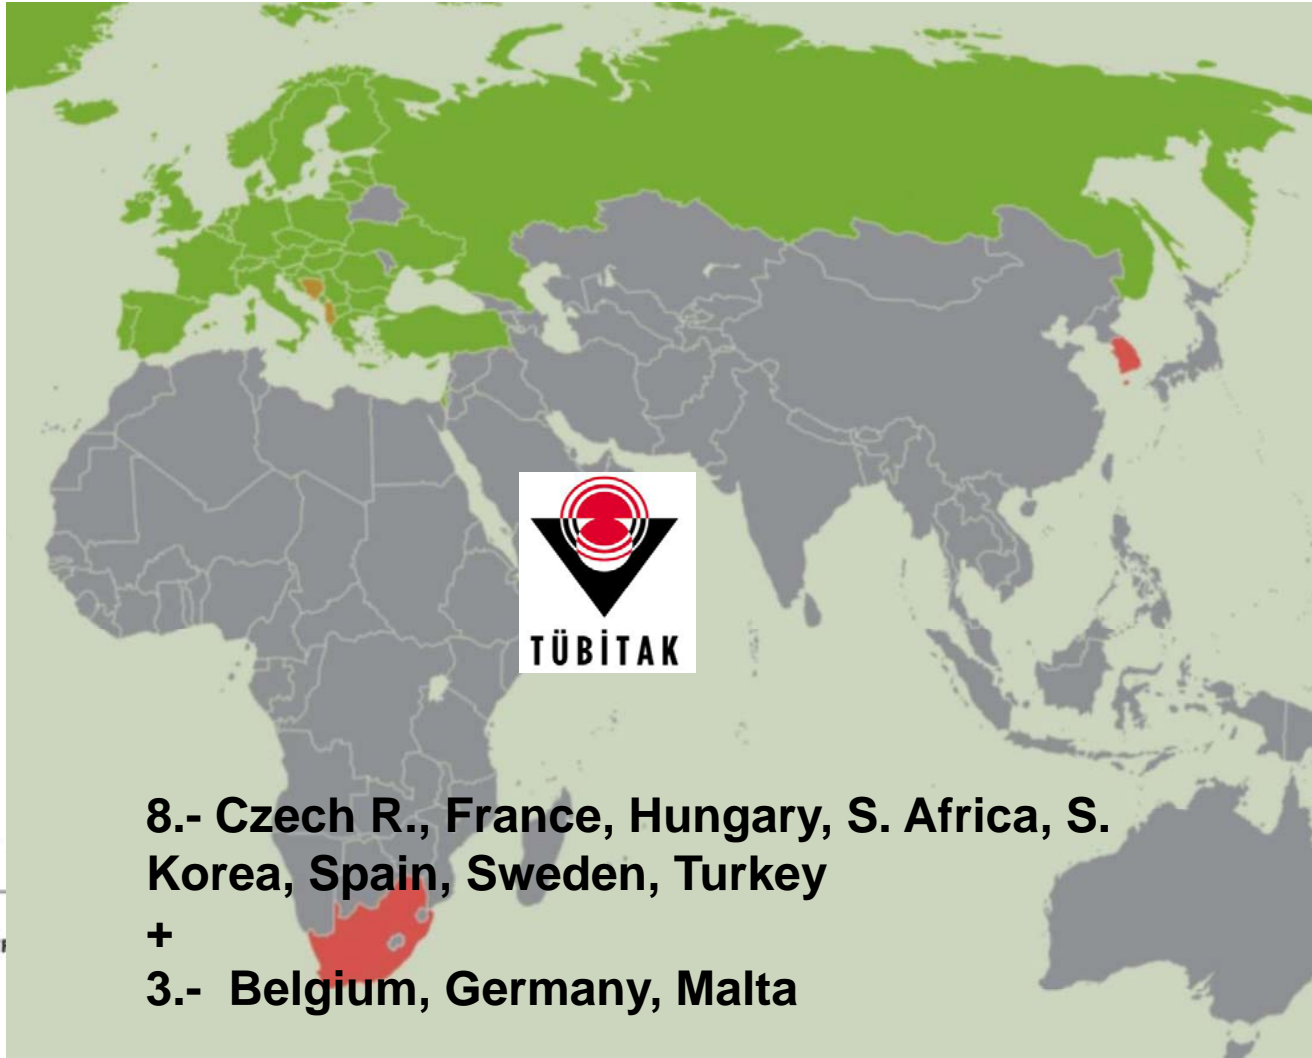 TÜBİTAK
8.- Czech R., France, Hungary, S. Africa, S.
Korea, Spain, Sweden, Turkey
+
3.- Belgium, Germany, Malta